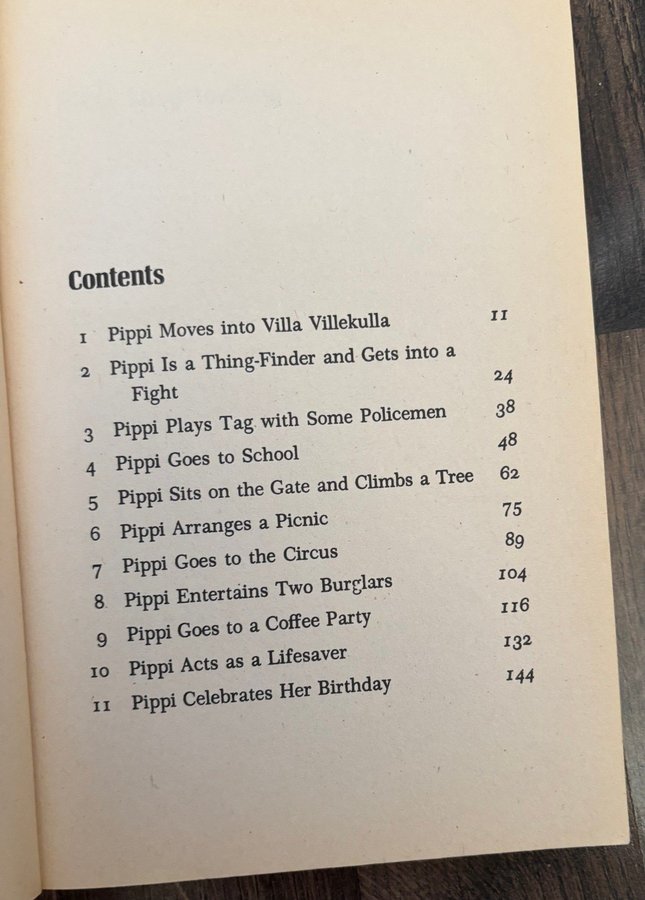 Contents
1 Pippi Moves into Villa Villekulla 11
2 Pippi Is a Thing-Finder and Gets into a
Fight 24
3 Pippi Plays Tag with Some Policemen 38
4 Pippi Goes to School 48
5 Pippi Sits on the Gate and Climbs a Tree 62
6 Pippi Arranges a Picnic 75
7 Pippi Goes to the Circus 89
8 Pippi Entertains Two Burglars 104
9 Pippi Goes to a Coffee Party 116
10 Pippi Acts as a Lifesaver 132
11 Pippi Celebrates Her Birthday 144